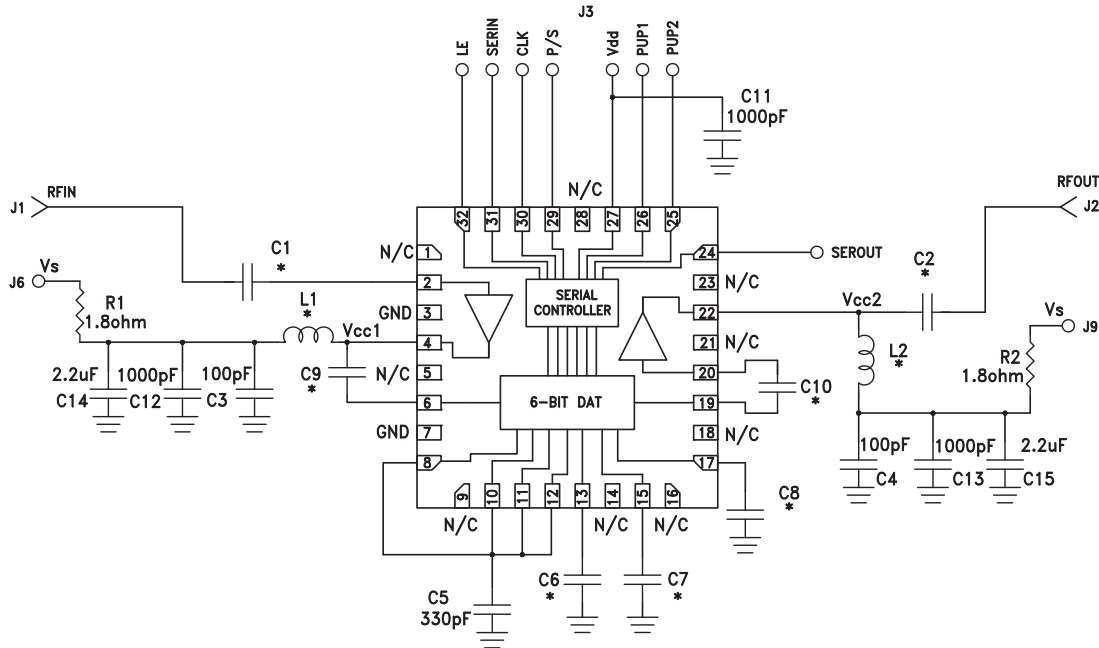 J3
LE
SERIN
CLK
P/S
Vdd
PUP1
PUP2
C11
1000pF
N/C
RFIN
J1
RFOUT
J2
32
31
30
29
28
27
26
25
C1
*
N/C
1
24
SEROUT
Vs
J6
R1
1.8ohm
2
SERIAL
CONTROLLER
23
N/C
C2
*
L1
*
Vcc1
GND
3
22
Vcc2
Vs
J9
4
21
N/C
L2
*
R2
1.8ohm
2.2uF
C14
1000pF
C12
100pF
C3
C9
*
N/C
5
20
C10
*
6
6-BIT DAT
19
GND
7
18
N/C
8
17
100pF
C4
1000pF
C13
2.2uF
C15
9
10
11
12
13
14
15
16
N/C
N/C
N/C
C8
*
C5
330pF
C6
*
C7
*